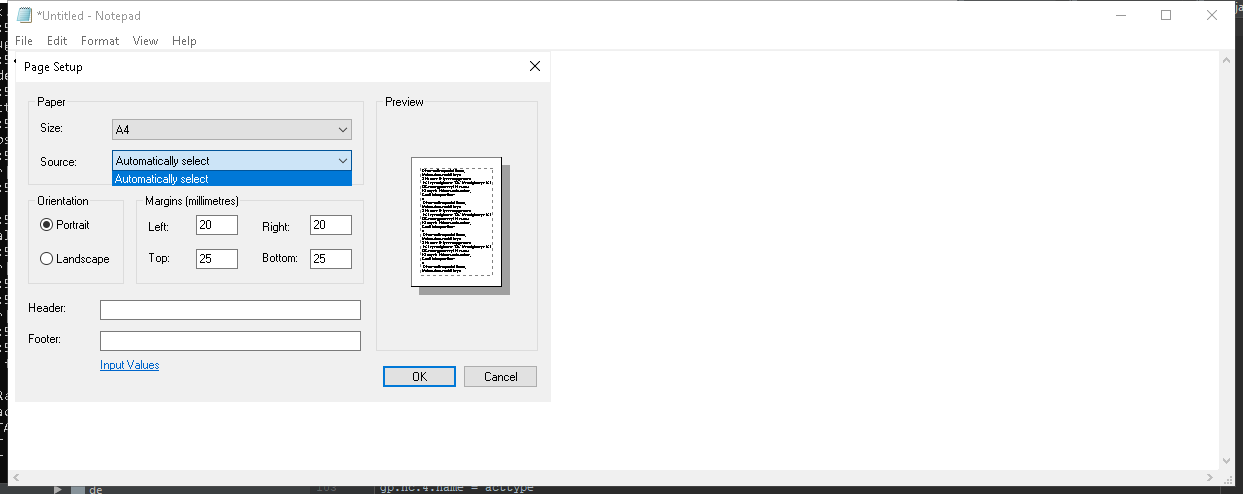 *Untitled - Notepad
File Edit Format View Help
Page Setup
Paper
Size: A4
Source: Automatically select
Automatically select
Orientation
Portrait
Landscape
Margins (millimetres)
Left: 20 Right: 20
Top: 25 Bottom: 25
Header:
Footer:
Input Values
Preview
OK Cancel
de
gp.nc.4.name = acctype